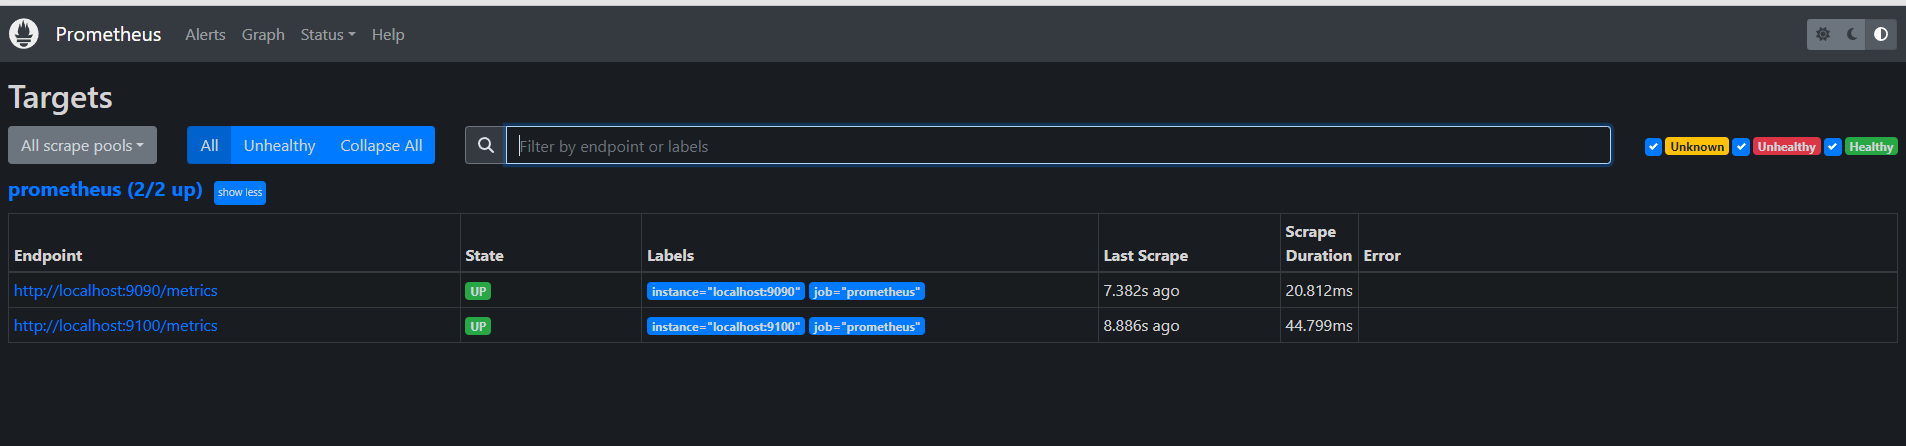 Prometheus Alerts Graph Status Help
Targets
All scrape pools All Unhealthy Collapse All Filter by endpoint or labels Unknown Unhealthy Healthy
prometheus (2/2 up) show less
Endpoint State Labels Last Scrape Scrape Duration Error
http://localhost:9090/metrics UP instance="localhost:9090" job="prometheus" 7.382s ago 20.812ms
http://localhost:9100/metrics UP instance="localhost:9100" job="prometheus" 8.886s ago 44.799ms